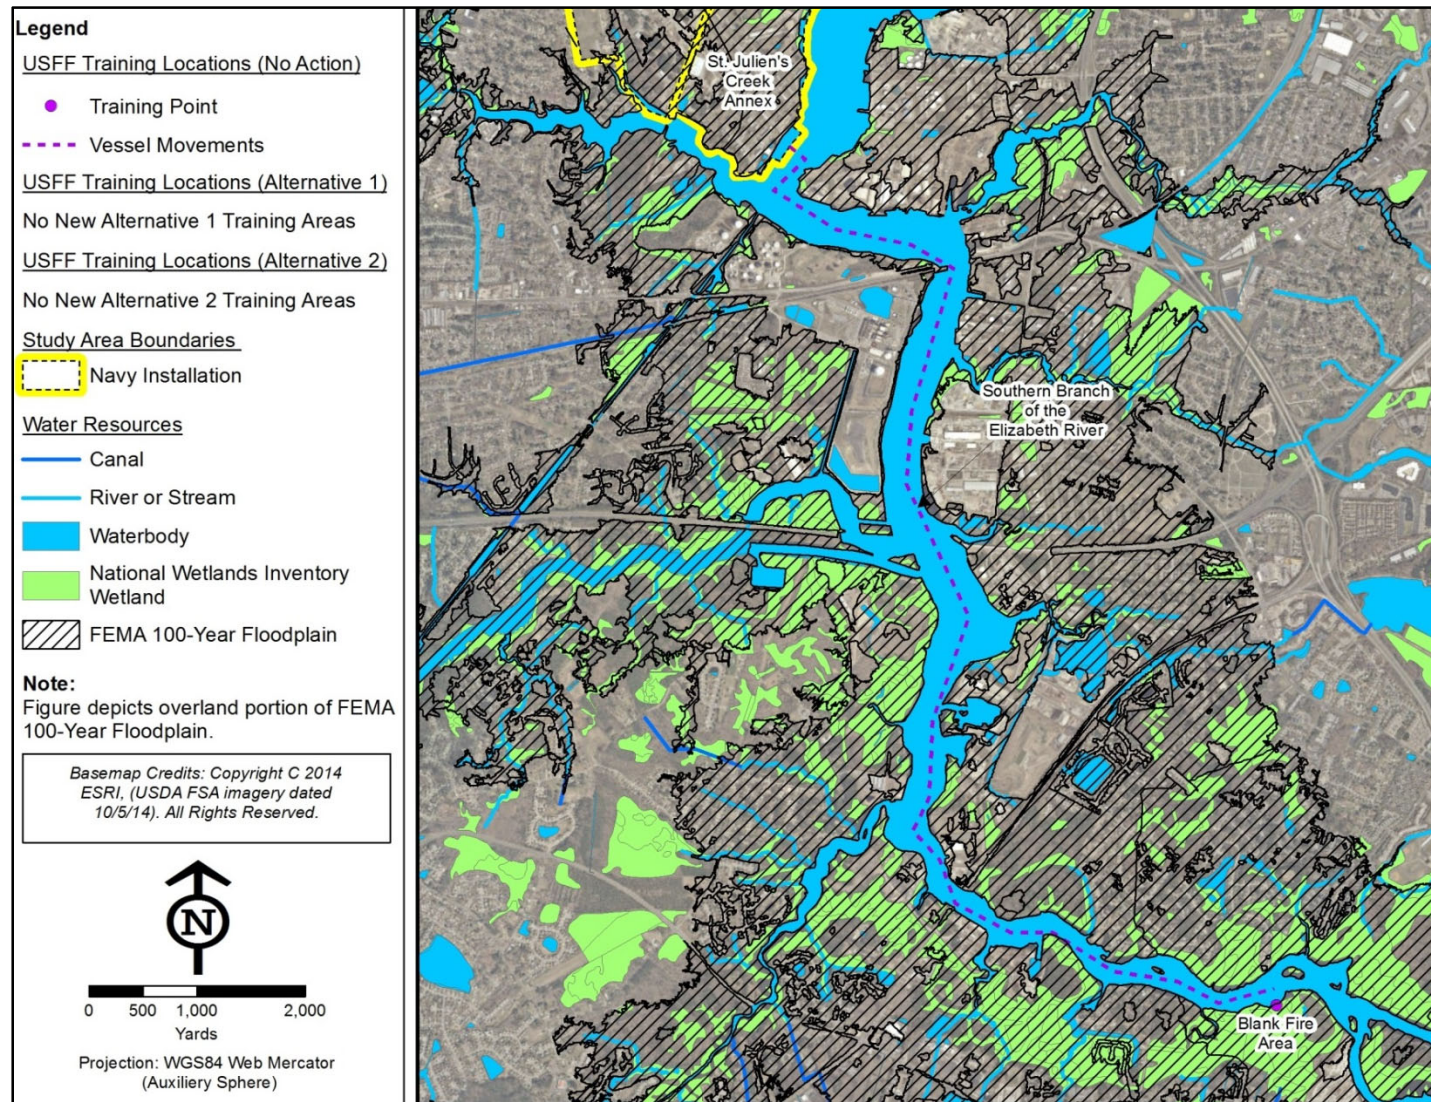 Legend
USFF Training Locations (No Action)
Training Point
Vessel Movements
USFF Training Locations (Alternative 1)
No New Alternative 1 Training Areas
USFF Training Locations (Alternative 2)
No New Alternative 2 Training Areas
Study Area Boundaries
Navy Installation
Water Resources
Canal
River or Stream
Waterbody
National Wetlands Inventory
Wetland
FEMA 100-Year Floodplain
Note:
Figure depicts overland portion of FEMA
100-Year Floodplain.
Basemap Credits: Copyright C 2014
ESRI, (USDA FSA imagery dated
10/5/14). All Rights Reserved.
N
0 500 1,000 2,000
Yards
Projection: WGS84 Web Mercator
(Auxiliery Sphere)
St. Julien's
Creek
Annex
Southern Branch
of the
Elizabeth River
Blank Fire
Area